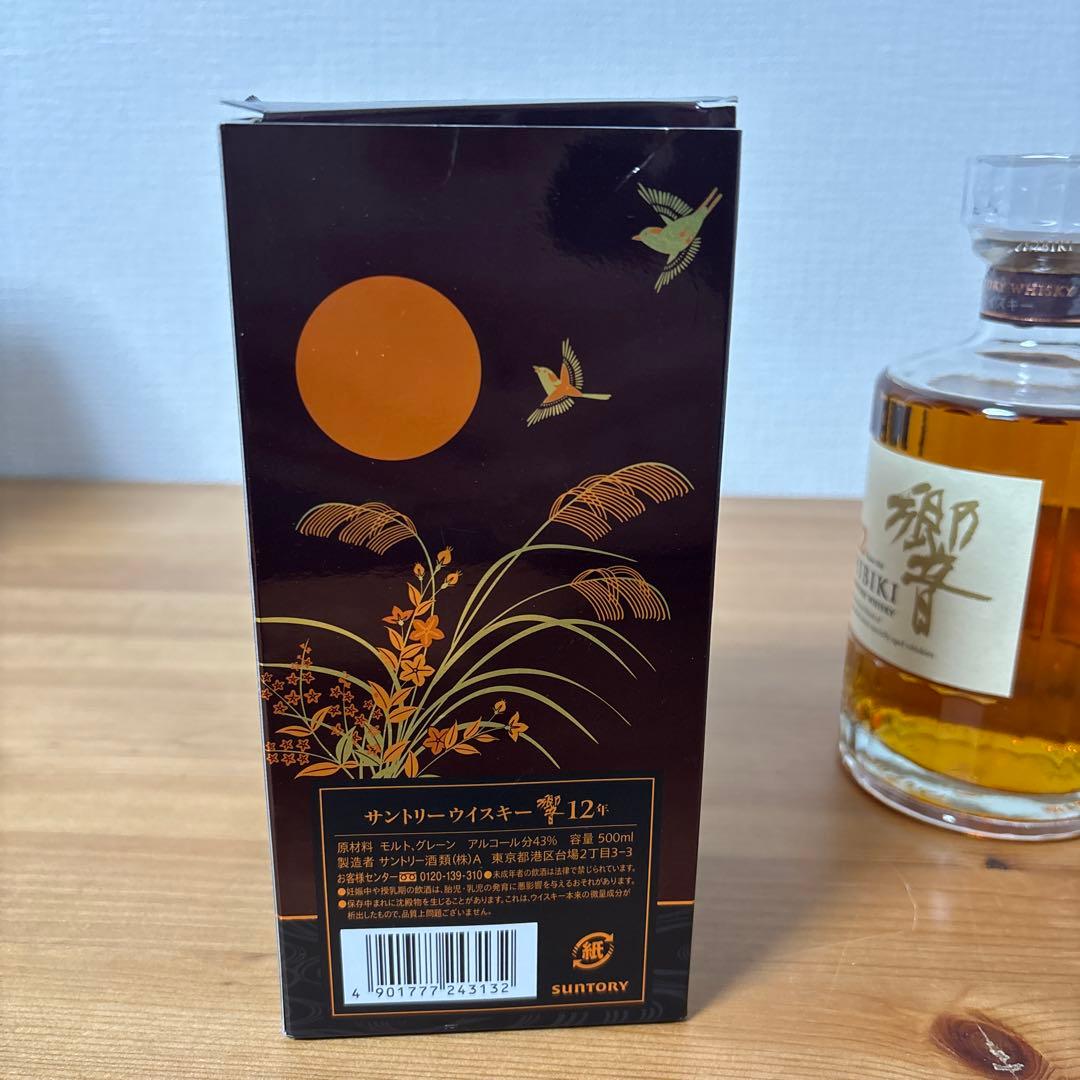 サントリーウイスキー 響 12年
原材料 モルト、グレーン アルコール分43% 容量 500ml
製造者 サントリー酒類(株)A 東京都港区台場2丁目3-3
お客様センター 0120-139-310 ●未成年者の飲酒は法律で禁じられています。
●妊娠中や授乳期の飲酒は、胎児・乳児の発育に悪影響を与えるおそれがあります。
●保存中まれに沈殿物を生じることがあります。これは、ウイスキー本来の微量成分が
析出したもので、品質上問題ございません。
4 901777 243132
紙
SUNTORY
HIBIKI
WHISKY
響